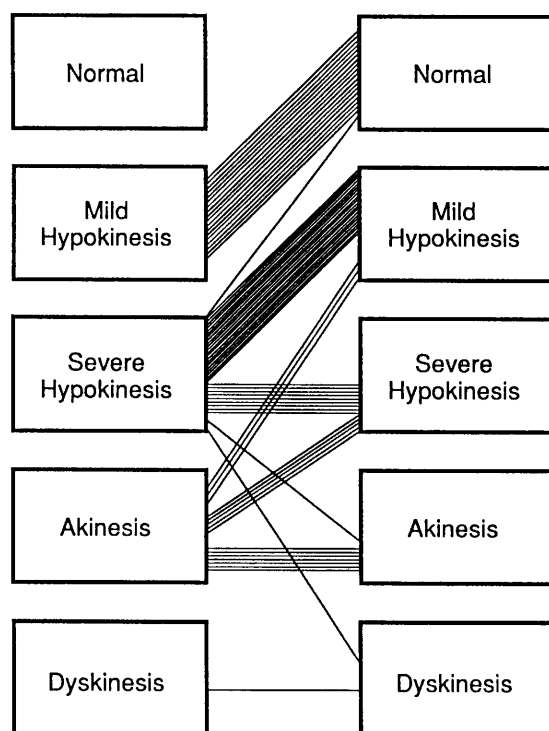 Normal
Mild
Hypokinesis
Severe
Hypokinesis
Akinesis
Dyskinesis
Normal
Mild
Hypokinesis
Severe
Hypokinesis
Akinesis
Dyskinesis